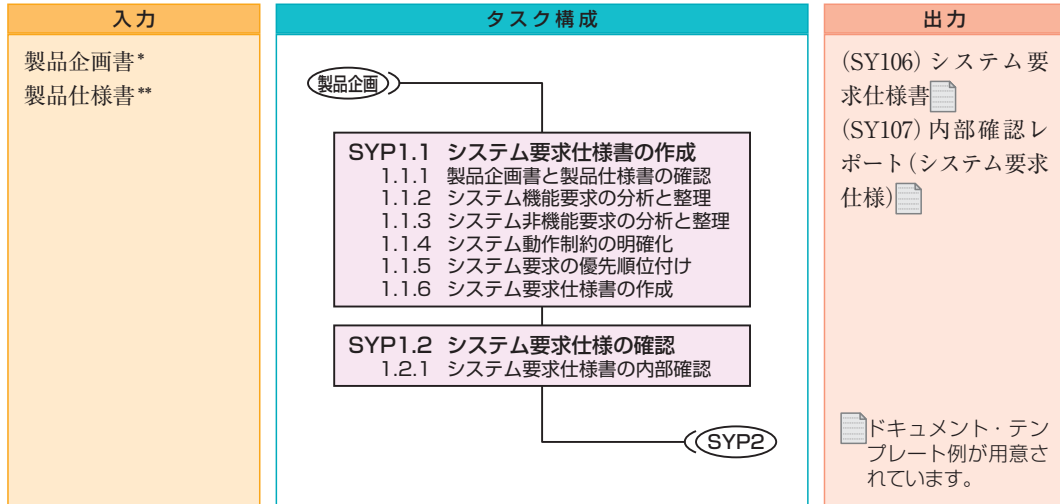 入力
製品企画書*
製品仕様書**
タスク構成
製品企画
SYP1.1 システム要求仕様書の作成
1.1.1 製品企画書と製品仕様書の確認
1.1.2 システム機能要求の分析と整理
1.1.3 システム非機能要求の分析と整理
1.1.4 システム動作制約の明確化
1.1.5 システム要求の優先順位付け
1.1.6 システム要求仕様書の作成
SYP1.2 システム要求仕様の確認
1.2.1 システム要求仕様書の内部確認
SYP2
出力
(SY106)システム要
求仕様書
(SY107)内部確認レ
ポート(システム要求
仕様)
ドキュメント・テン
プレート例が用意さ
れています。